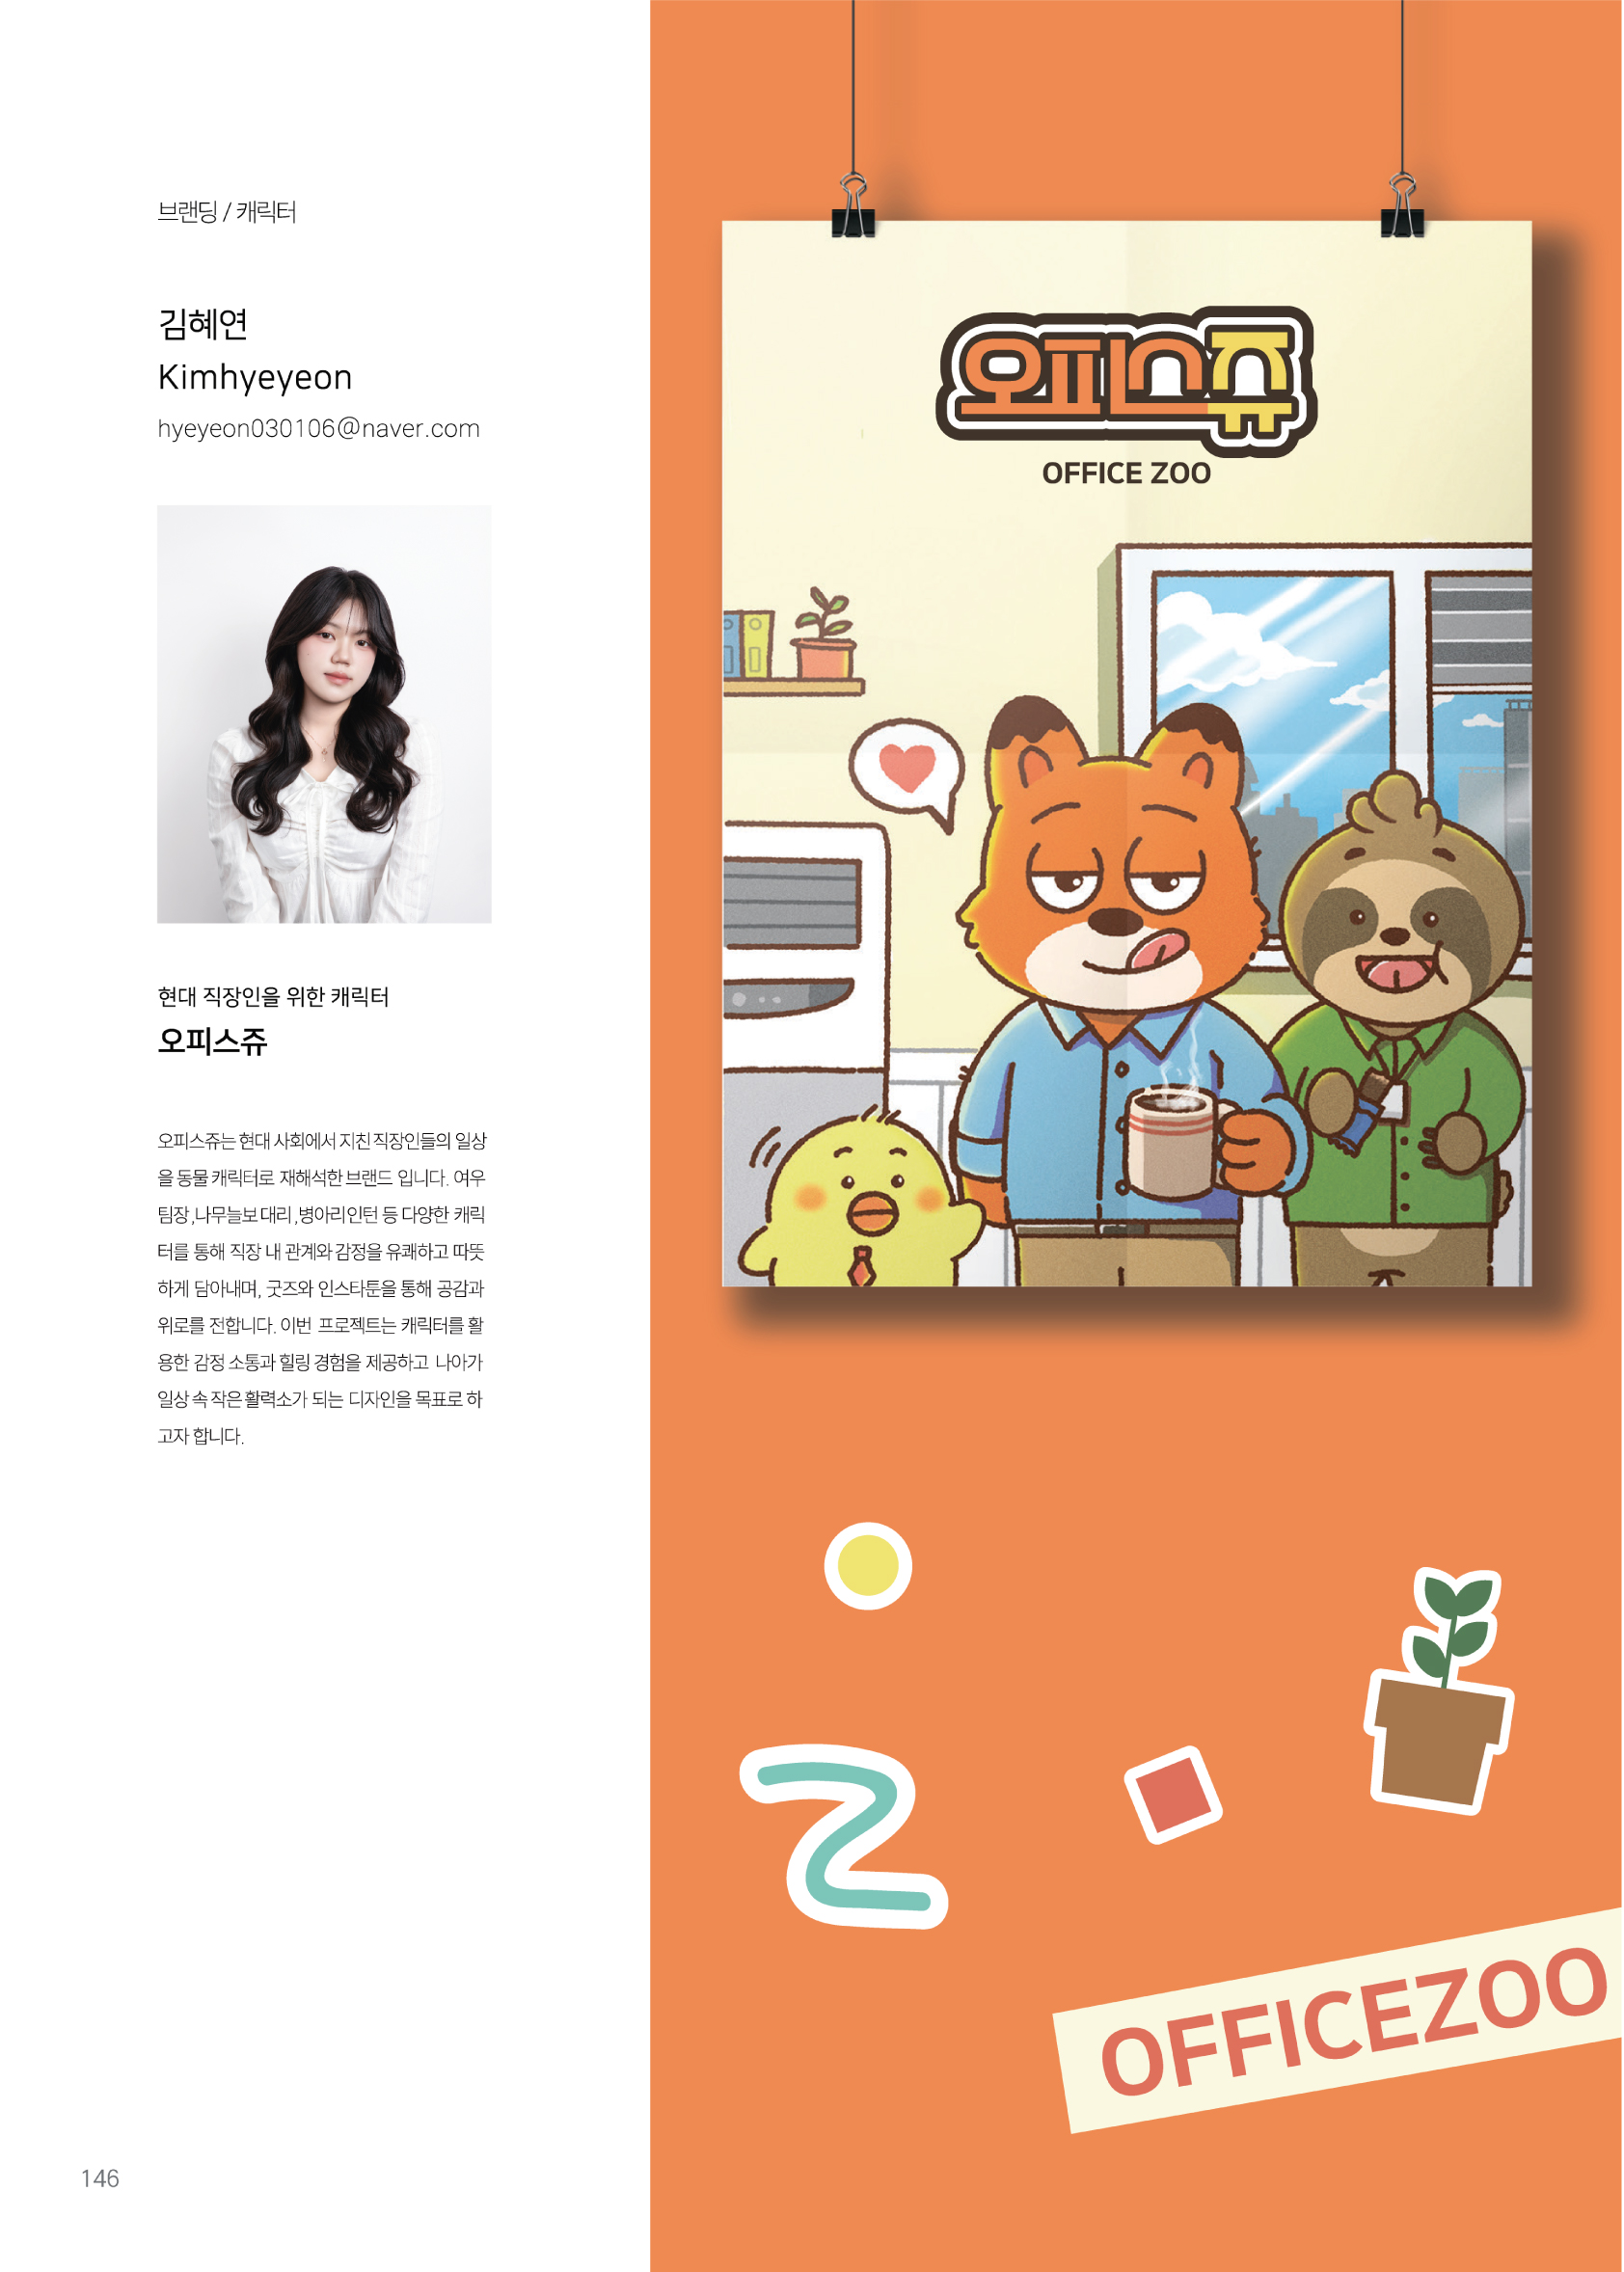 브랜딩 / 캐릭터
김혜연
Kimhyeyeon
hyeyeon030106@naver.com
현대 직장인을 위한 캐릭터
오피스쥬
오피스쥬는 현대 사회에서 지친 직장인들의 일상
을 동물 캐릭터로 재해석한 브랜드 입니다. 여우
팀장 ,나무늘보 대리 ,병아리 인턴 등 다양한 캐릭
터를 통해 직장 내 관계와 감정을 유쾌하고 따뜻
하게 담아내며, 굿즈와 인스타툰을 통해 공감과
위로를 전합니다. 이번 프로젝트는 캐릭터를 활
용한 감정 소통과 힐링 경험을 제공하고 나아가
일상 속 작은 활력소가 되는 디자인을 목표로 하
고자 합니다.
146
오피스쥬
OFFICE ZOO
OFFICEZOO